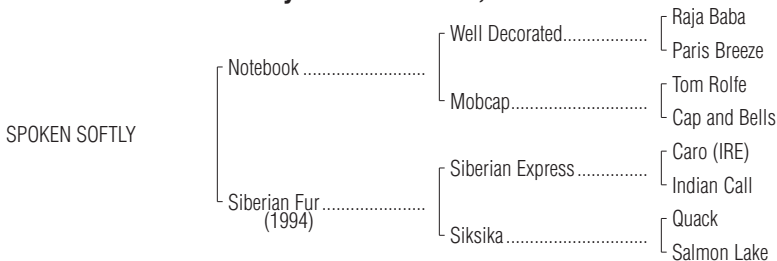 Raja Baba
Well Decorated
Paris Breeze
Notebook
Tom Rolfe
Mobcap
Cap and Bells
SPOKEN SOFTLY
Caro (IRE)
Siberian Express
Indian Call
Siberian Fur
(1994)
Quack
Siksika
Salmon Lake